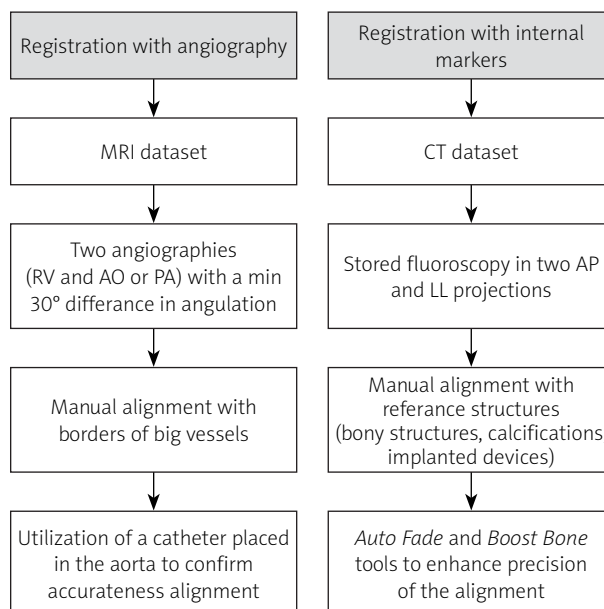 Registration with angiography
MRI dataset
Two angiographies
(RV and AO or PA) with a min
30° differance in angulation
Manual alignment with
borders of big vessels
Utilization of a catheter placed
in the aorta to confirm
accurateness alignment
Registration with internal
markers
CT dataset
Stored fluoroscopy in two AP
and LL projections
Manual alignment with
referance structures
(bony structures, calcifications
implanted devices)
Auto Fade and Boost Bone
tools to enhance precision
of the alignment